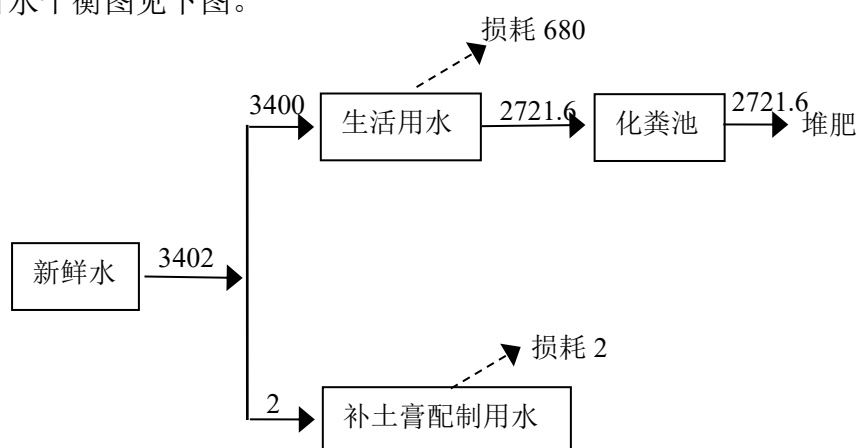 水平衡图见下图。
损耗 680
3400
生活用水
2721.6
化粪池
2721.6
堆肥
新鲜水
3402
损耗 2
2
补土膏配制用水